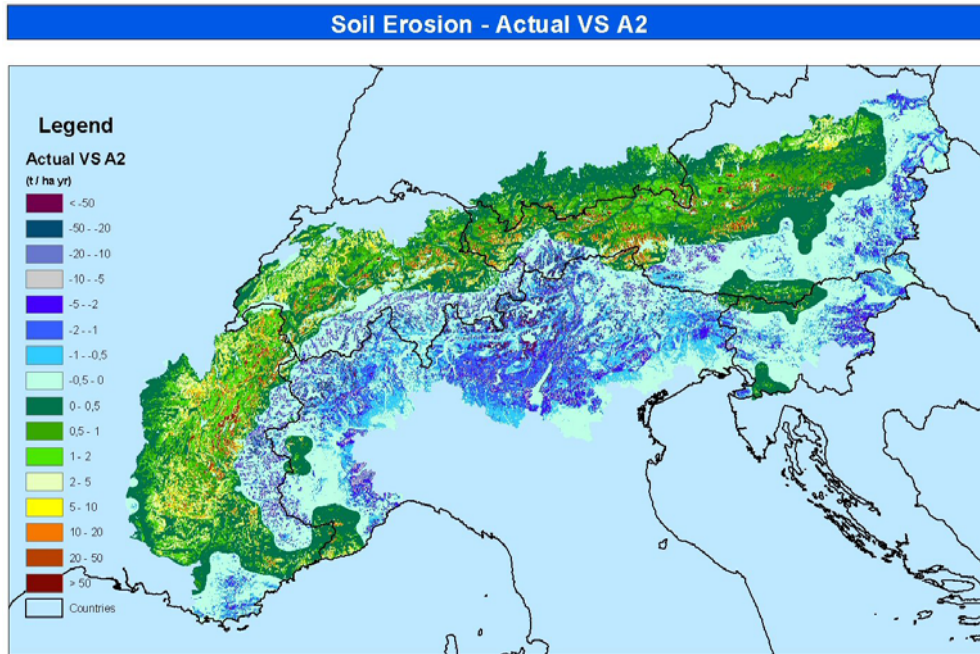 Soil Erosion - Actual VS A2
Legend
Actual VS A2
(t / ha yr)
< -50
-50 - -20
-20 - -10
-10 - -5
-5 - -2
-2 - -1
-1 - -0,5
-0,5 - 0
0 - 0,5
0,5 - 1
1 - 2
2 - 5
5 - 10
10 - 20
20 - 50
> 50
Countries